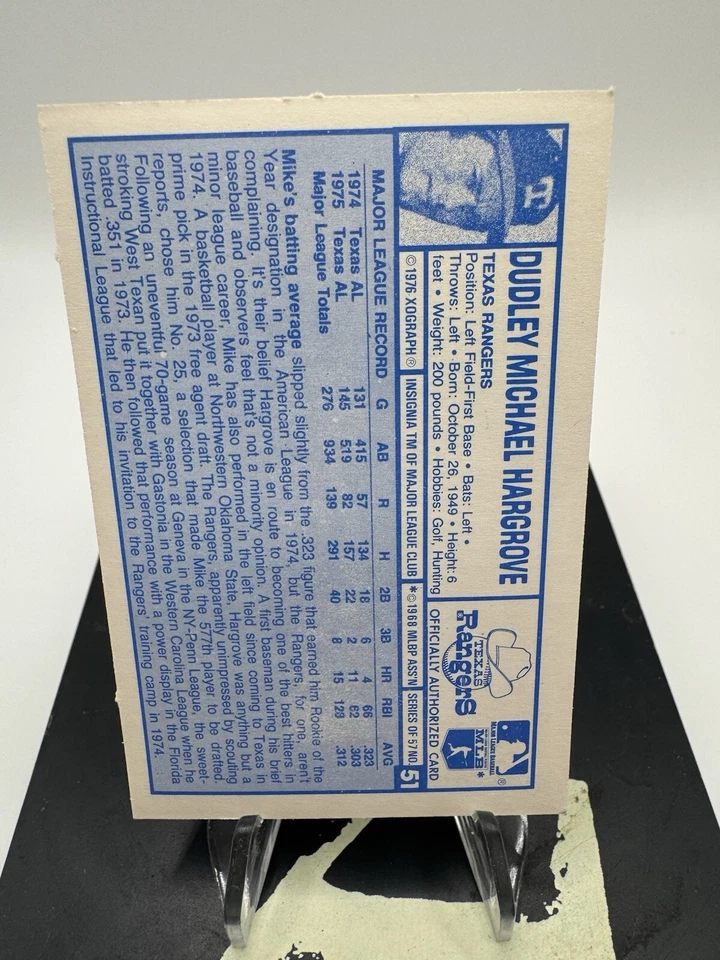 DUDLEY MICHAEL HARGROVE
TEXAS RANGERS
Position: Left Field-First Base • Bats: Left •
Throws: Left • Born: October 26, 1949 • Height: 6
feet • Weight: 200 pounds • Hobbies: Golf, Hunting
T
TEXAS
Rangers
MLB*
MAJOR LEAGUE BASEBALL
®
OFFICIALLY AUTHORIZED CARD
©1976 XOGRAPH® INSIGNIA TM OF MAJOR LEAGUE CLUB *©1968 MLBP ASS'N SERIES OF 57 NO. 51
MAJOR LEAGUE RECORD G AB R H 2B 3B HR RBI AVG
1974 Texas AL 131 415 57 134 18 6 4 66 .323
1975 Texas AL 145 519 82 157 22 2 11 62 .303
Major League Totals 276 934 139 291 40 8 15 128 .312
Mike's batting average slipped slightly from the .323 figure that earned him Rookie of the
Year designation in the American League in 1974, but the Rangers, for one, aren't
complaining. It's their belief Hargrove is en route to becoming one of the best hitters in
baseball and observers feel that's not a minority opinion. A first baseman during his brief
minor league career, Mike has also performed in the left field since coming to Texas in
1974. A basketball player at Northwestern Oklahoma State, Hargrove was anything but a
prime pick in the 1973 free agent draft. The Rangers, apparently unimpressed by scouting
reports, chose him No. 25, a selection that made Mike the 577th player to be drafted.
Following an uneventful 70-game season at Geneva in the NY-Penn League, the sweet-
stroking West Texan put it together with Gastonia in the Western Carolina League when he
batted .351 in 1973. He then followed that performance with a power display in the Florida
Instructional League that led to his invitation to the Rangers' training camp in 1974.